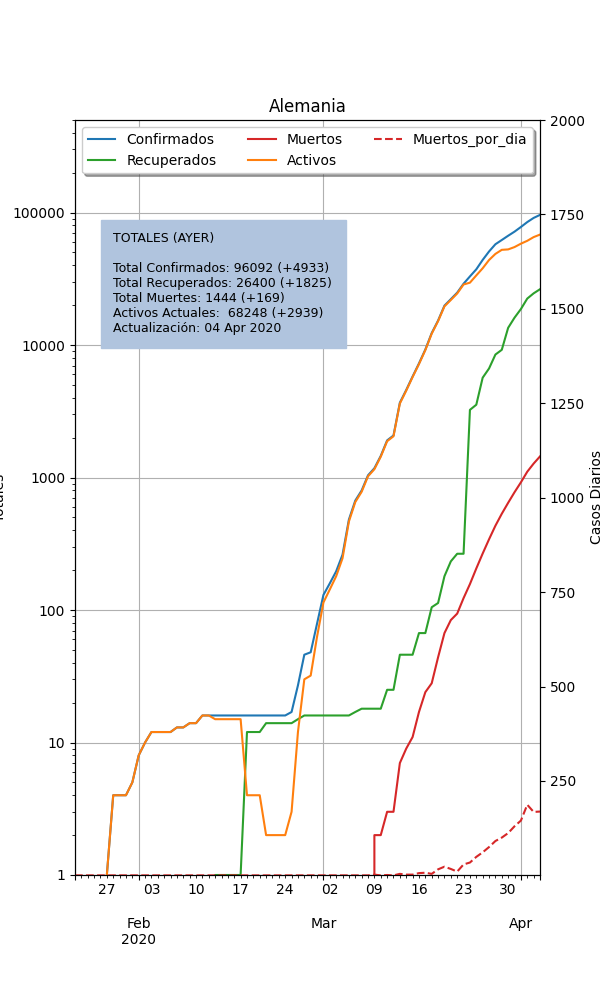 Alemania
Confirmados
Recuperados
Muertos
Activos
Muertos_por_dia
TOTALES (AYER)
Total Confirmados: 96092 (+4933)
Total Recuperados: 26400 (+1825)
Total Muertes: 1444 (+169)
Activos Actuales:  68248 (+2939)
Actualización: 04 Apr 2020
100000
10000
1000
100
10
1
2000
1750
1500
1250
1000
750
500
250
Casos Diarios
27 03 10 17 24 02 09 16 23 30
Feb Mar Apr
2020